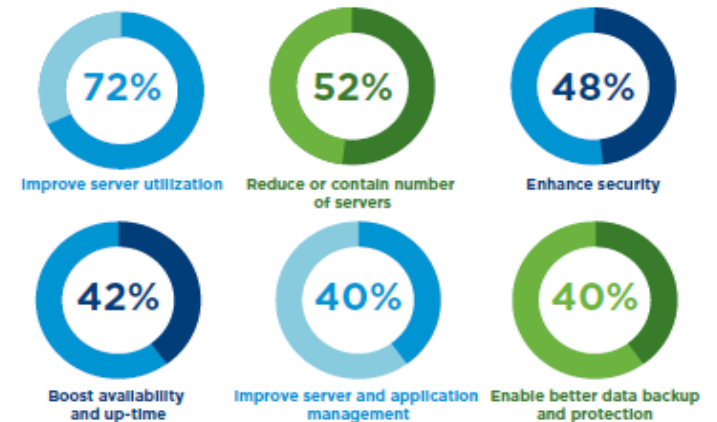 72%
52%
48%
Improve server utilization
Reduce or contain number
of servers
Enhance security
42%
40%
40%
Boost availability
and up-time
Improve server and application
management
Enable better data backup
and protection